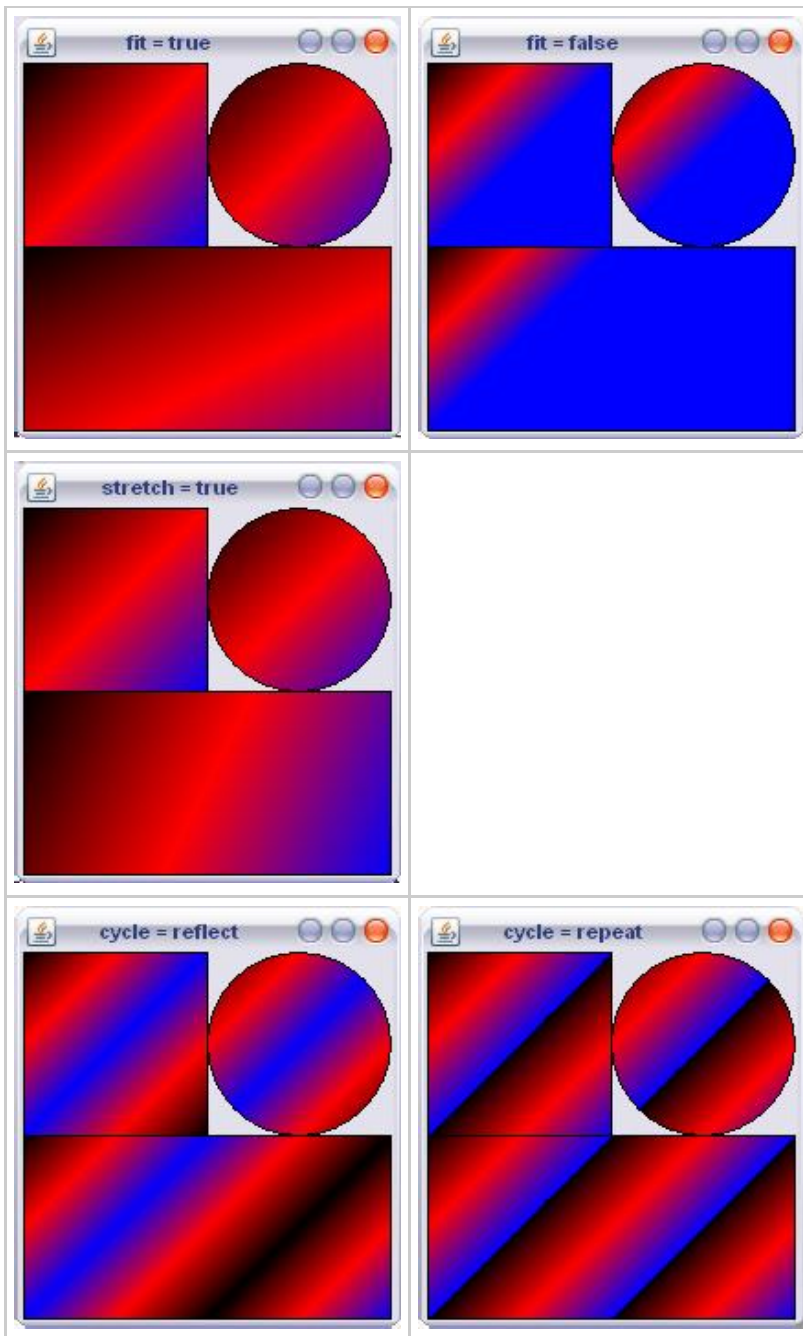 fit = true
fit = false
stretch = true
cycle = reflect
cycle = repeat